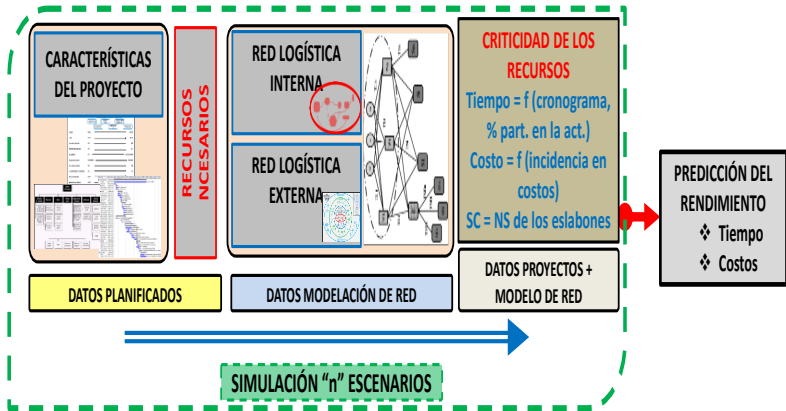 CARACTERÍSTICAS
DEL PROYECTO
RECURSOS
NCESARIOS
RED LOGÍSTICA
INTERNA
RED LOGÍSTICA
EXTERNA
CRITICIDAD DE LOS
RECURSOS
Tiempo = f (cronograma,
% part. en la act.)
Costo = f (incidencia en
costos)
SC = NS de los eslabones
PREDICCIÓN DEL
RENDIMIENTO
❖ Tiempo
❖ Costos
DATOS PLANIFICADOS
DATOS MODELACIÓN DE RED
DATOS PROYECTOS +
MODELO DE RED
SIMULACIÓN “n” ESCENARIOS